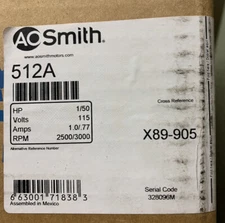 AO Smith.
www.aosmithmotors.com
512A
HP 1/50
Volts 115
Amps 1.0/.77
RPM 2500/3000
Cross Reference
X89-905
Alternative Reference Number
6 63001 71838 3
Assembled in Mexico
Serial Code
328096M